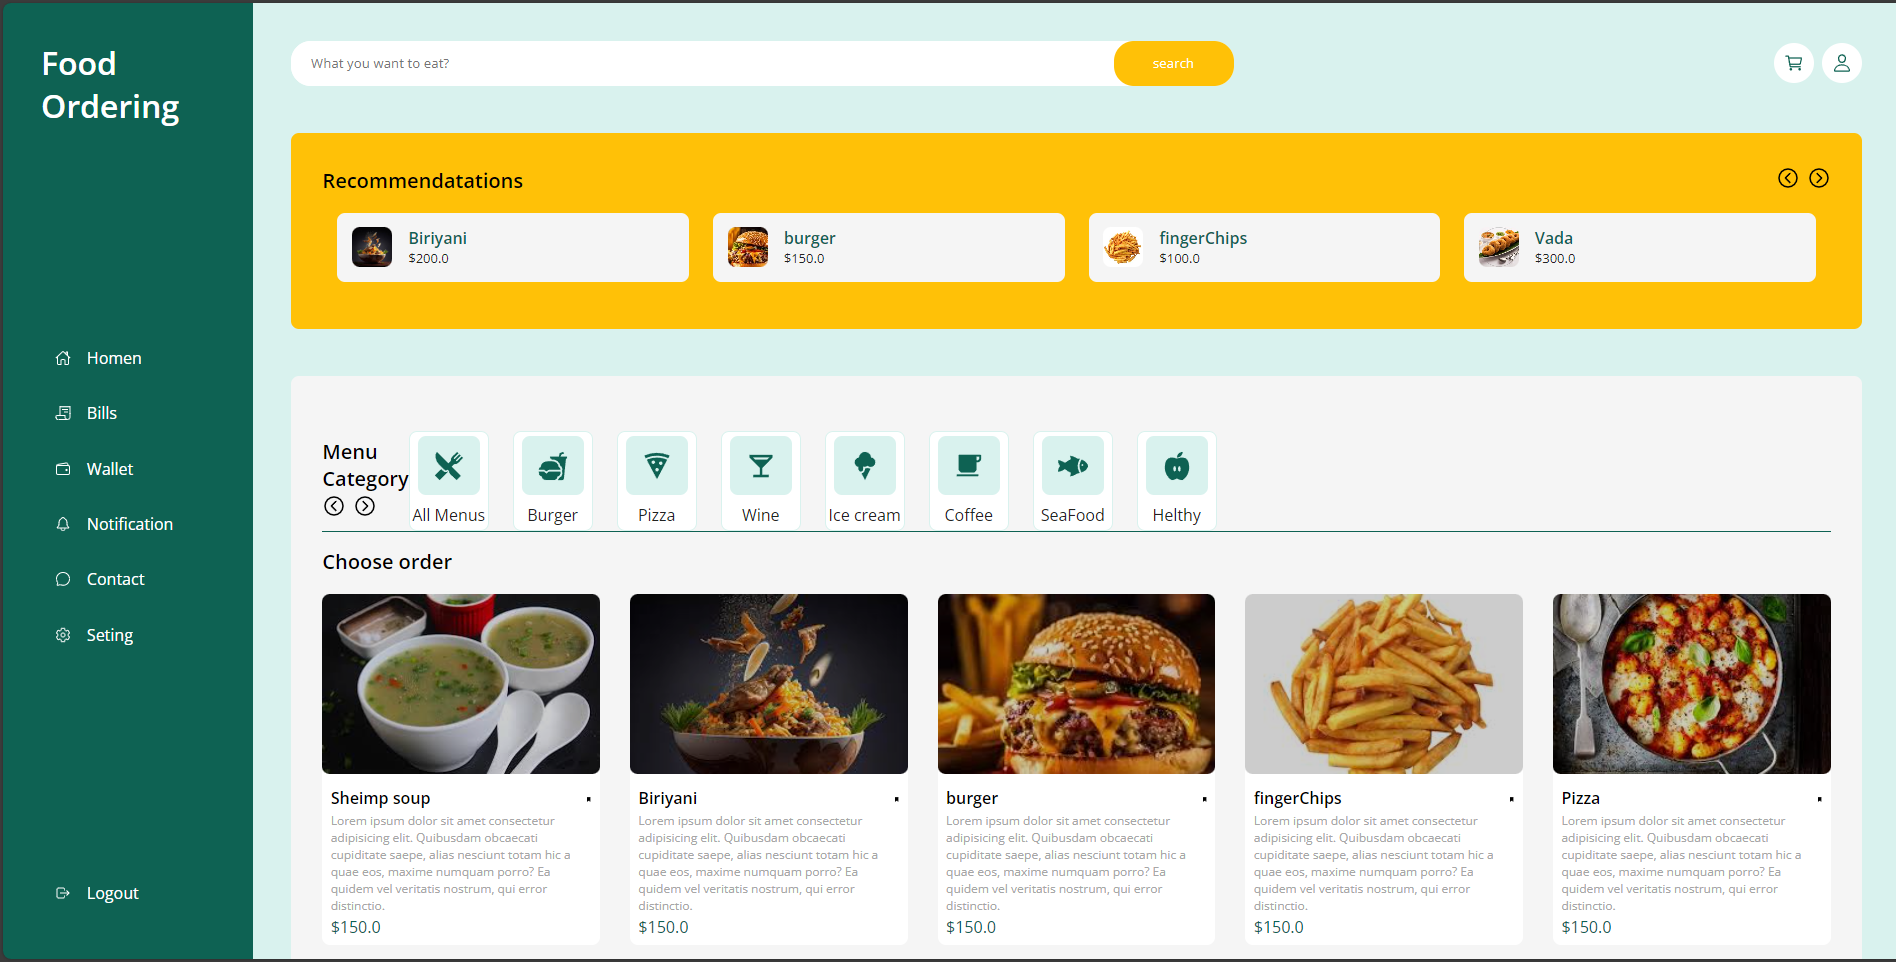 Food
Ordering
What you want to eat?
search
Recommendatations
Biriyani
$200.0
burger
$150.0
fingerChips
$100.0
Vada
$300.0
Homen
Bills
Wallet
Notification
Contact
Seting
Logout
Menu
Category
All Menus
Burger
Pizza
Wine
Ice cream
Coffee
SeaFood
Helthy
Choose order
Sheimp soup
Lorem ipsum dolor sit amet consectetur
adipisicing elit. Quibusdam obcaecati
cupiditate saepe, alias nesciunt totam hic a
quae eos, maxime numquam porro? Ea
quidem vel veritatis nostrum, qui error
distinctio.
$150.0
Biriyani
Lorem ipsum dolor sit amet consectetur
adipisicing elit. Quibusdam obcaecati
cupiditate saepe, alias nesciunt totam hic a
quae eos, maxime numquam porro? Ea
quidem vel veritatis nostrum, qui error
distinctio.
$150.0
burger
Lorem ipsum dolor sit amet consectetur
adipisicing elit. Quibusdam obcaecati
cupiditate saepe, alias nesciunt totam hic a
quae eos, maxime numquam porro? Ea
quidem vel veritatis nostrum, qui error
distinctio.
$150.0
fingerChips
Lorem ipsum dolor sit amet consectetur
adipisicing elit. Quibusdam obcaecati
cupiditate saepe, alias nesciunt totam hic a
quae eos, maxime numquam porro? Ea
quidem vel veritatis nostrum, qui error
distinctio.
$150.0
Pizza
Lorem ipsum dolor sit amet consectetur
adipisicing elit. Quibusdam obcaecati
cupiditate saepe, alias nesciunt totam hic a
quae eos, maxime numquam porro? Ea
quidem vel veritatis nostrum, qui error
distinctio.
$150.0